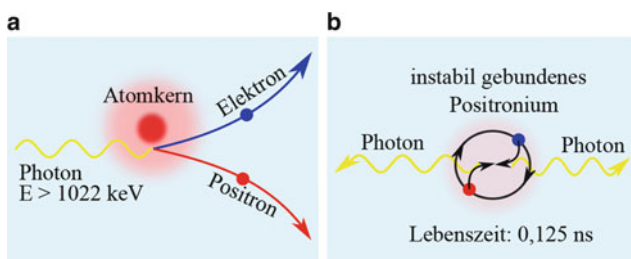 a
Atomkern
Elektron
Photon
E > 1022 keV
Positron
b
instabil gebundenes
Positronium
Photon
Photon
Lebenszeit: 0,125 ns